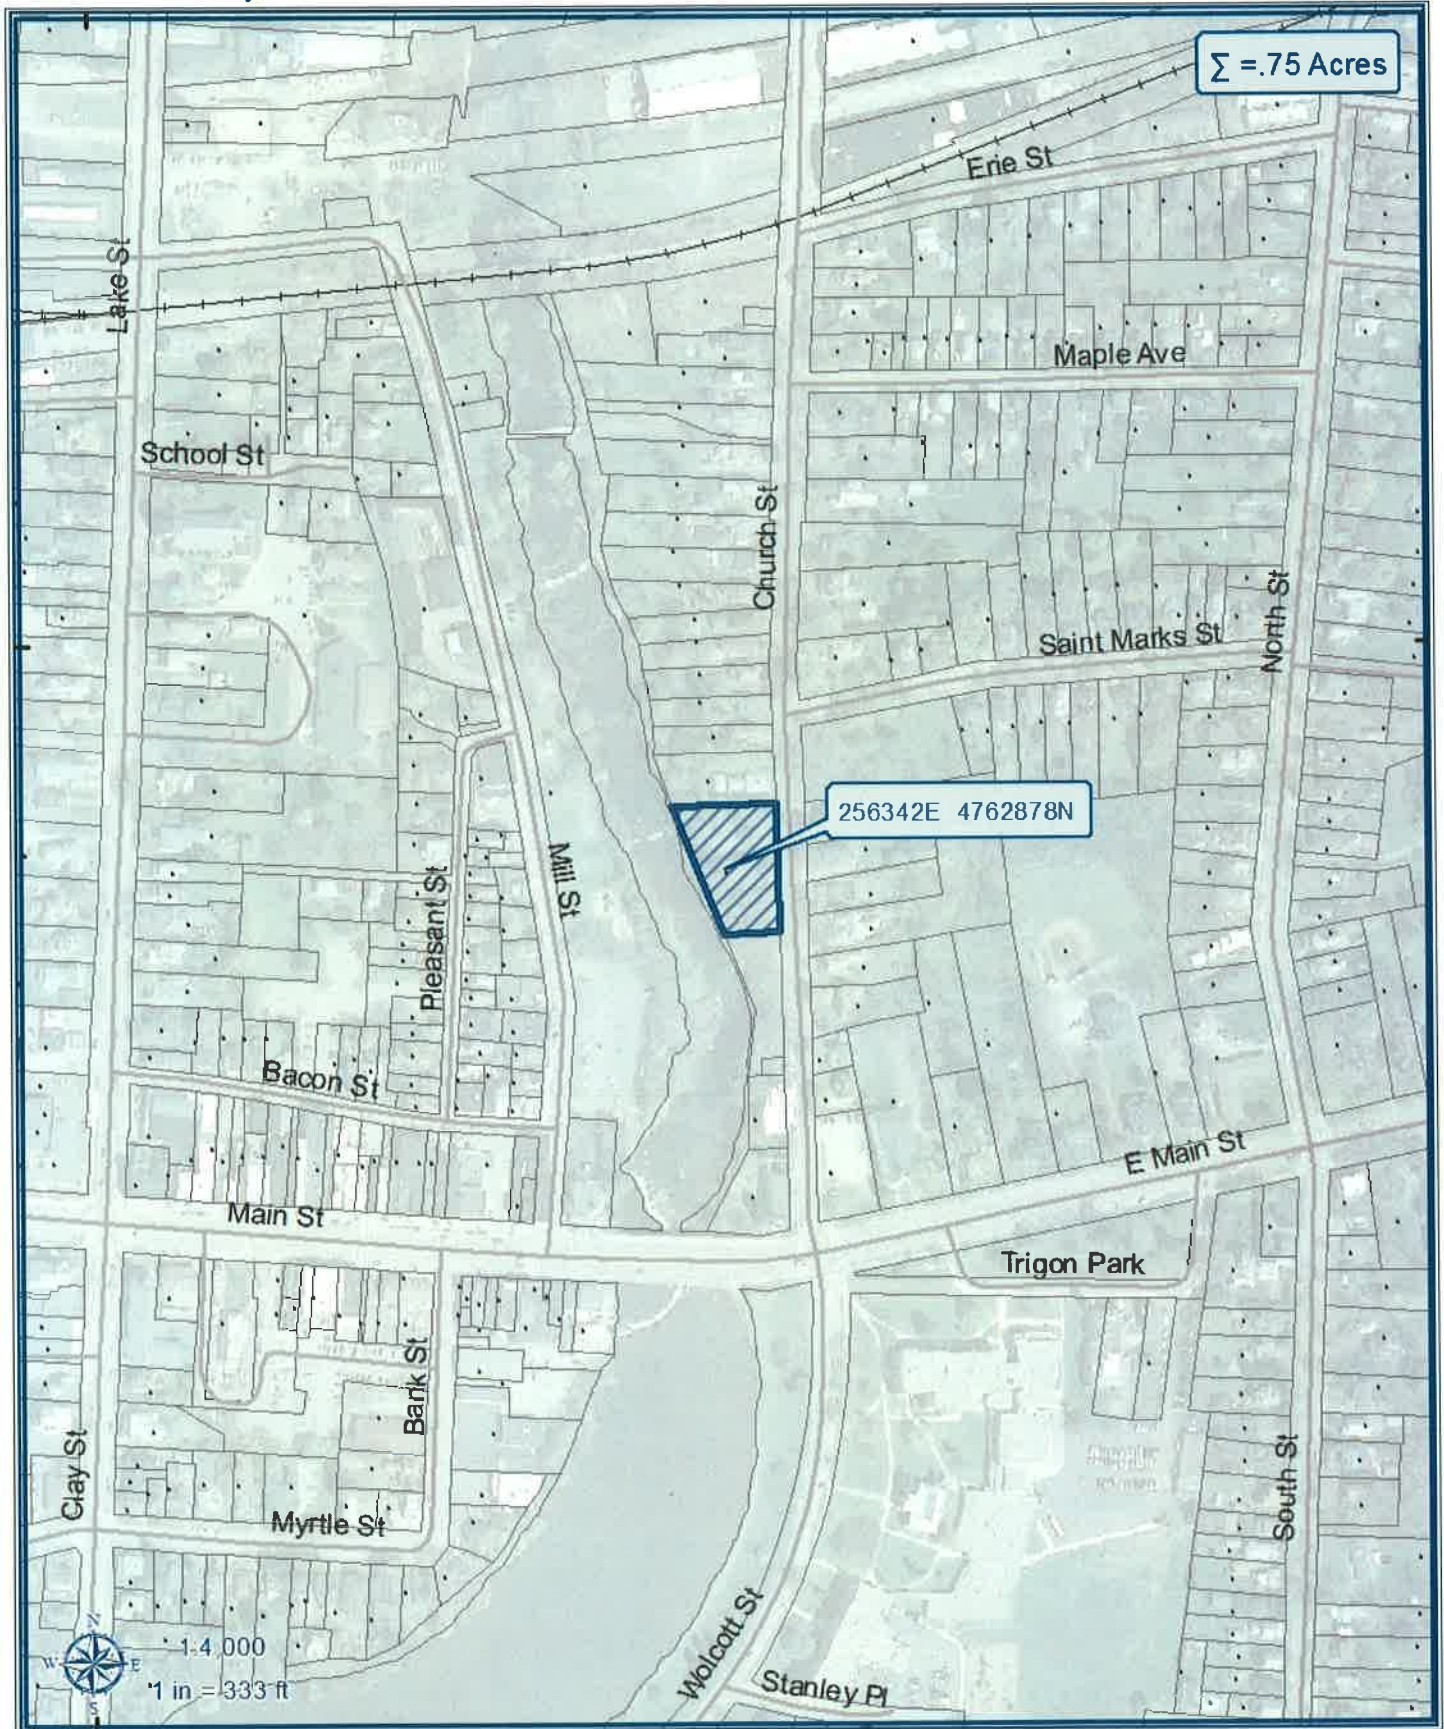 ∑ =.75 Acres
Erie St
Lake St
Maple Ave
School St
Church St
North St
Saint Marks St
256342E 4762878N
Mill St
Pleasant St
Bacon St
E Main St
Main St
Trigon Park
Bank St
Clay St
South St
Myrtle St
Wolcott St
Stanley Pl
N
W E
S
1:4,000
1 in = 333 ft